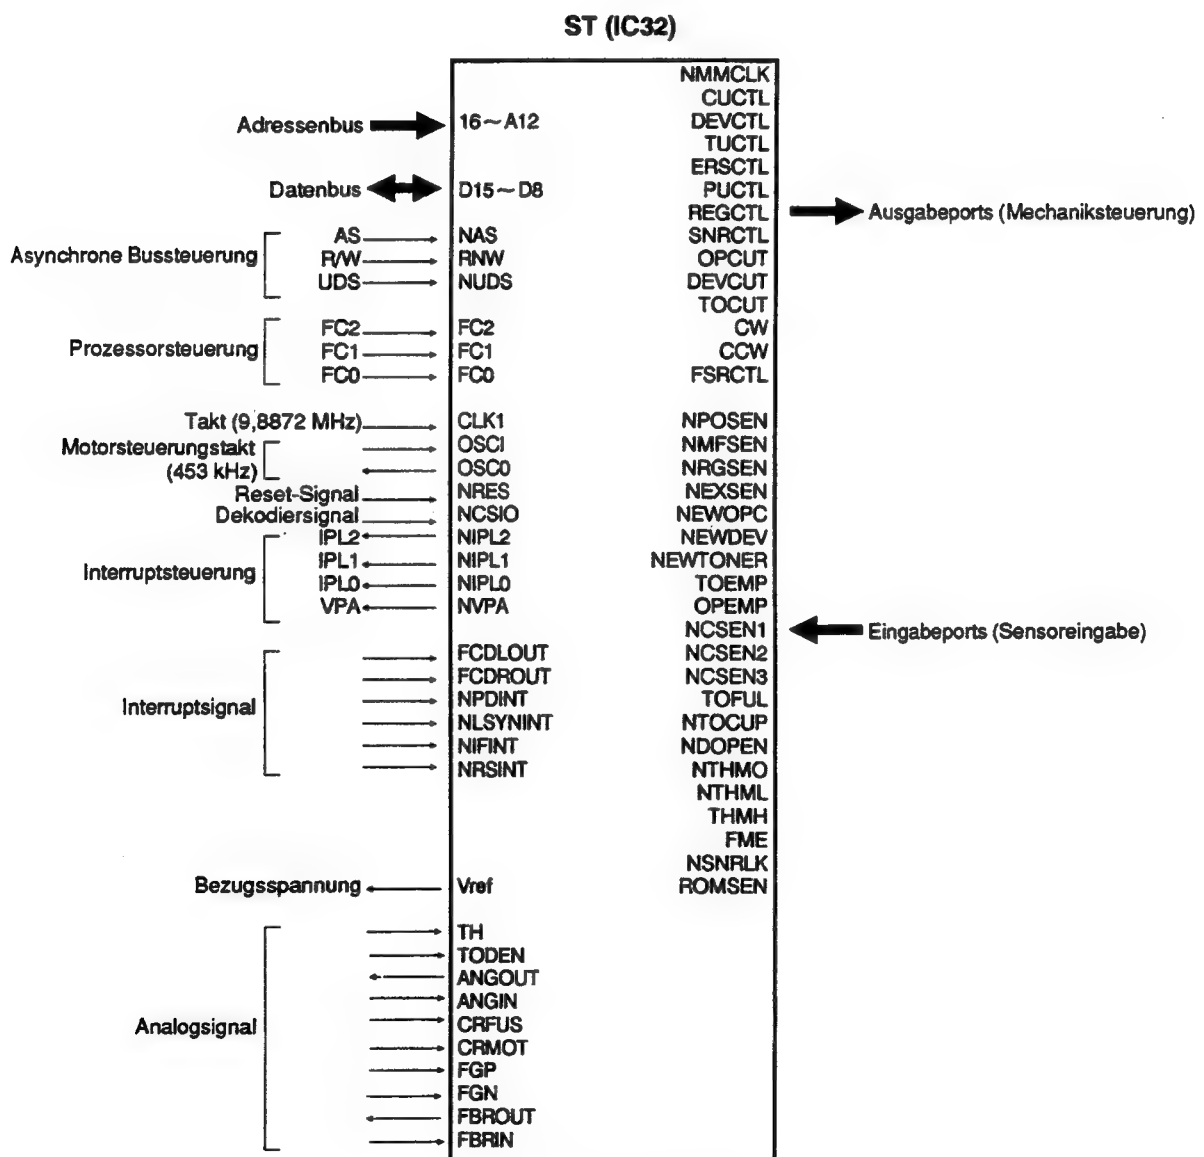 ST (IC32)
NMMCLK
CUCTL
Adressenbus 16~A12 DEVCTL
TUCTL
ERSCTL
Datenbus D15~D8 PUCTL
REGCTL Ausgabeports (Mechaniksteuerung)
AS NAS SNRCTL
Asynchrone Bussteuerung R/W RNW OPCUT
UDS NUDS DEVCUT
TOCUT
FC2 FC2 CW
Prozessorsteuerung FC1 FC1 CCW
FC0 FC0 FSRCTL
Takt (9,8872 MHz) CLK1 NPOSEN
Motorsteuerungstakt OSCI NMFSEN
(453 kHz) OSC0 NRGSEN
Reset-Signal NRES NEXSEN
Dekodiersignal NCSIO NEWOPC
IPL2 NIPL2 NEWDEV
Interruptsteuerung IPL1 NIPL1 NEWTONER
IPL0 NIPL0 TOEMP
VPA NVPA OPEMP
NCSEN1 Eingabeports (Sensoreingabe)
FCDLOUT NCSEN2
FCDROUT NCSEN3
Interruptsignal NPDINT TOFUL
NLSYNINT NTOCUP
NIFINT NDOPEN
NRSINT NTHMO
NTHML
THMH
FME
NSNRLK
Bezugsspannung Vref ROMSEN
TH
TODEN
ANGOUT
ANGIN
Analogsignal CRFUS
CRMOT
FGP
FGN
FBROUT
FBRIN